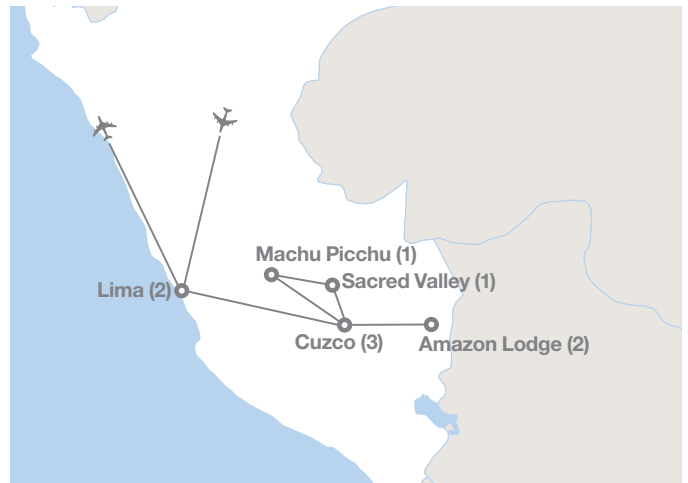 Machu Picchu (1)
Sacred Valley (1)
Lima (2)
Cuzco (3)
Amazon Lodge (2)